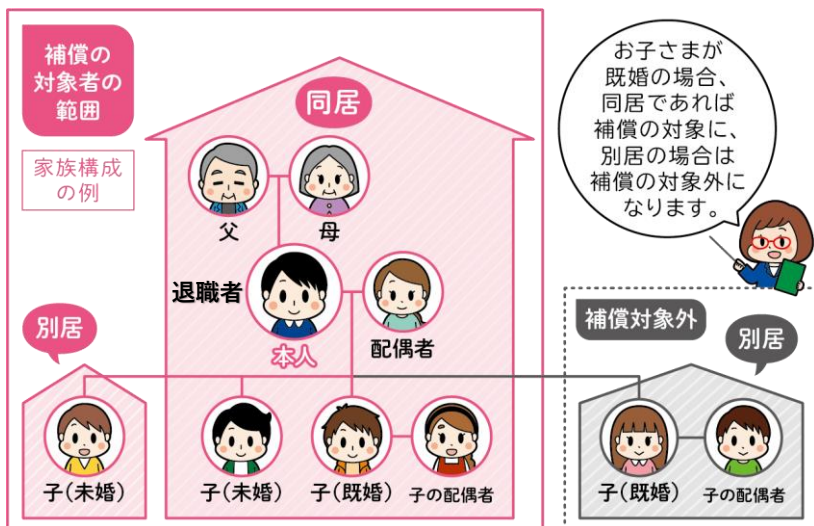 補償の
対象者の
範囲
家族構成
の例
同居
父
母
退職者
本人
配偶者
別居
子(未婚)
子(未婚)
子(既婚)
子の配偶者
お子さまが
既婚の場合、
同居であれば
補償の対象に、
別居の場合は
補償の対象外に
なります。
補償対象外
別居
子(既婚)
子の配偶者